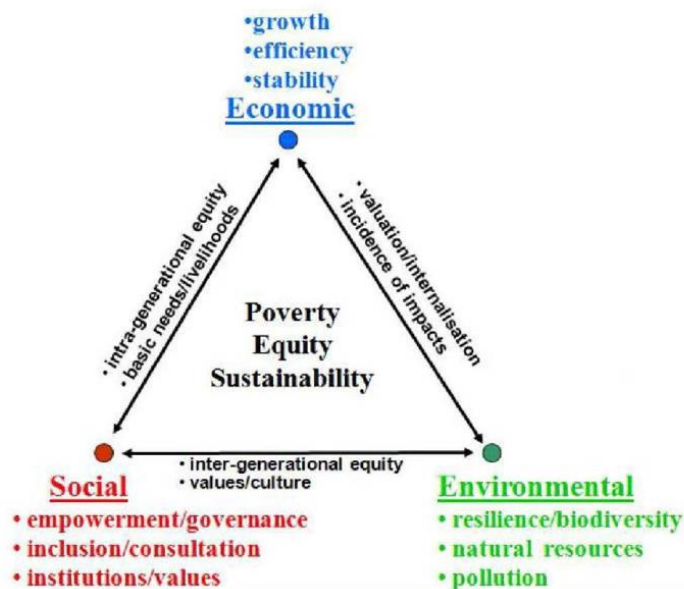 •growth
•efficiency
•stability
Economic
• intra-generational equity
• basic needs/livelihoods
• valuation/internalisation
• incidence of impacts
Poverty
Equity
Sustainability
• inter-generational equity
• values/culture
Social
• empowerment/governance
• inclusion/consultation
• institutions/values
Environmental
• resilience/biodiversity
• natural resources
• pollution